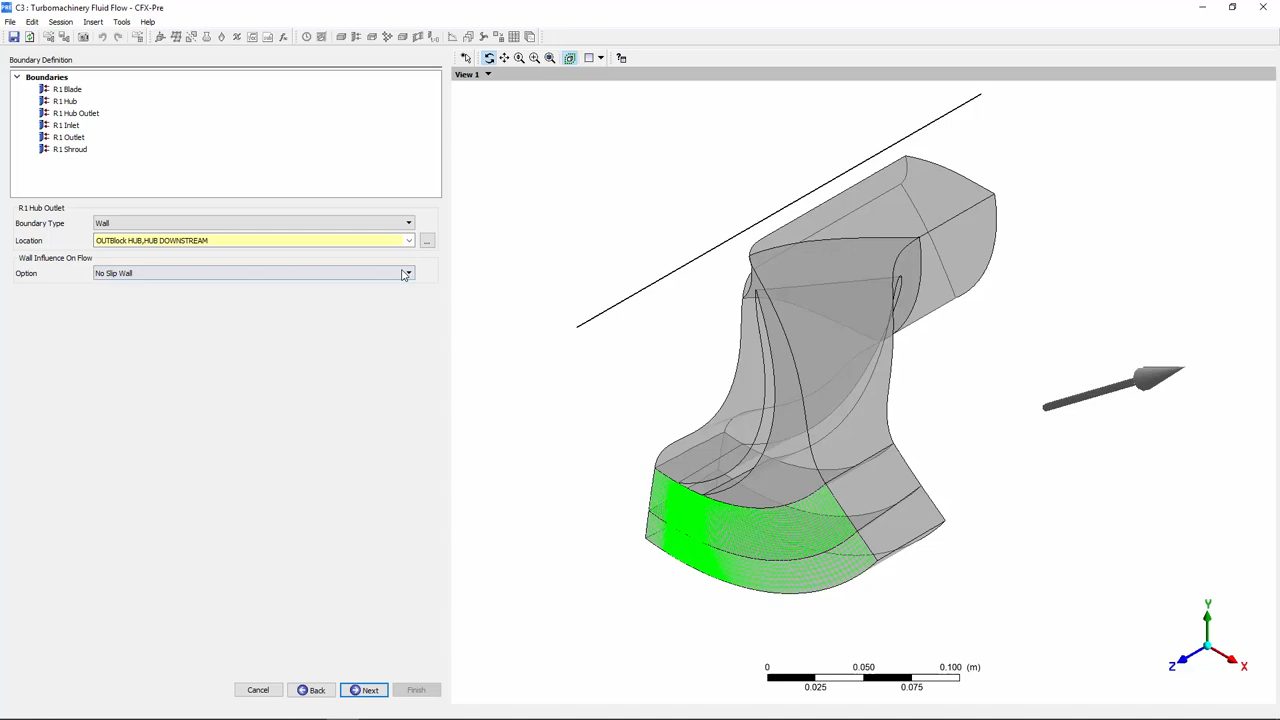 C3 : Turbomachinery Fluid Flow - CFX-Pre
File Edit Session Insert Tools Help
Boundary Definition
View 1
Boundaries
R1 Blade
R1 Hub
R1 Hub Outlet
R1 Inlet
R1 Outlet
R1 Shroud
R1 Hub Outlet
Boundary Type Wall
Location OUTBlock HUB,HUB DOWNSTREAM ...
Wall Influence On Flow
Option No Slip Wall
Y
Z X
0 0.050 0.100 (m)
0.025 0.075
Cancel Back Next Finish